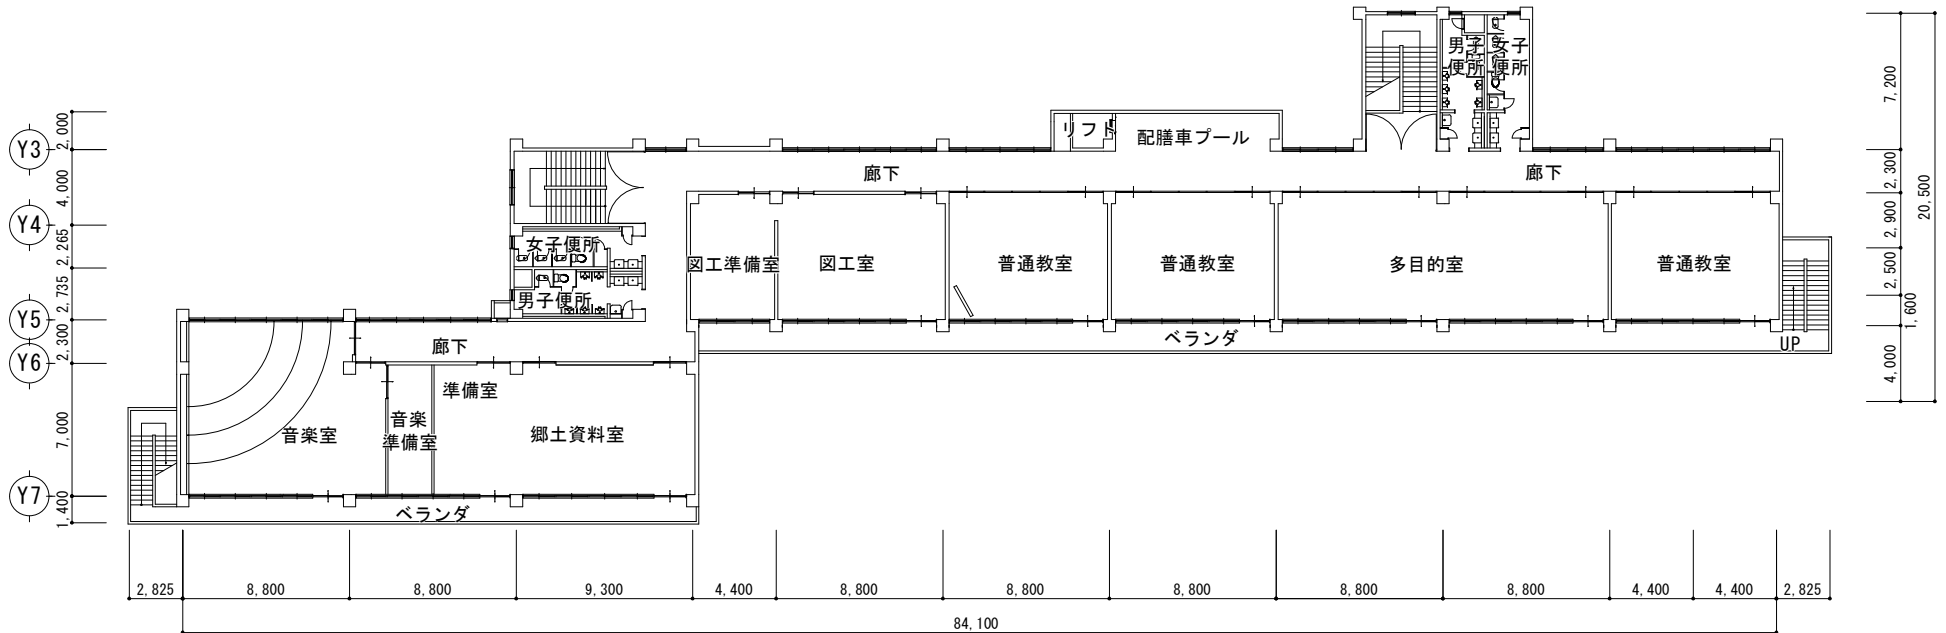 男子
便所
女子
便所
リフト
配膳車プール
廊下
廊下
女子便所
男子便所
図工準備室
図工室
普通教室
普通教室
多目的室
普通教室
ベランダ
UP
廊下
準備室
音楽室
音楽
準備室
郷土資料室
ベランダ
Y3
Y4
Y5
Y6
Y7
2,000
4,000
2,265
2,735
2,300
7,000
1,400
7,200
2,300
2,900
2,500
1,600
4,000
20,500
2,825
8,800
8,800
9,300
4,400
8,800
8,800
8,800
8,800
8,800
4,400
4,400
2,825
84,100